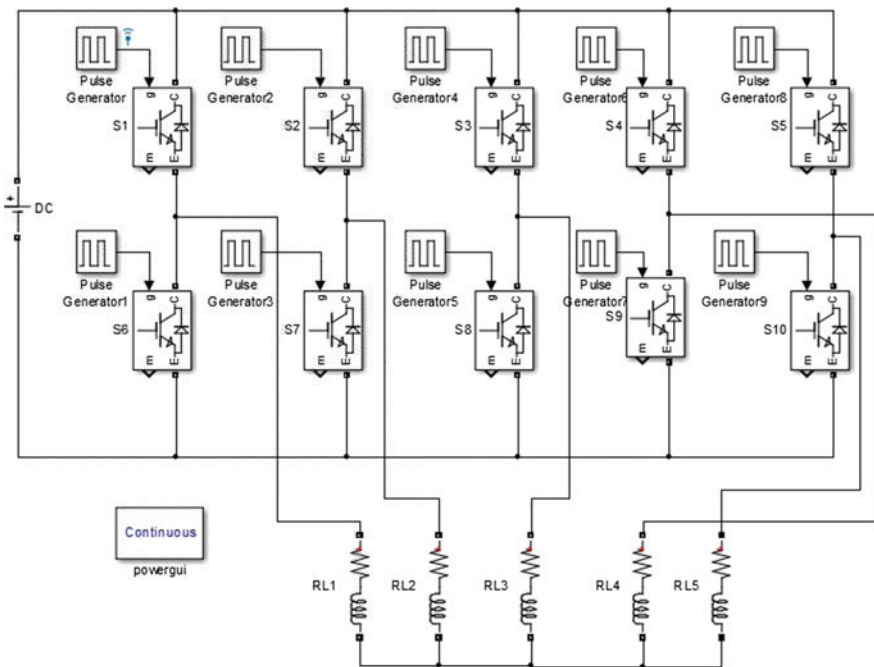 Pulse
Generator
Pulse
Generator2
Pulse
Generator4
Pulse
Generator6
Pulse
Generator8
g
C
S1
m
E
g
C
S2
m
E
g
C
S3
m
E
g
C
S4
m
E
g
C
S5
m
E
+
DC
Pulse
Generator1
Pulse
Generator3
Pulse
Generator5
Pulse
Generator7
Pulse
Generator9
g
C
S6
m
E
g
C
S7
m
E
g
C
S8
m
E
g
C
S9
m
E
g
C
S10
m
E
Continuous
powergui
RL1
RL2
RL3
RL4
RL5